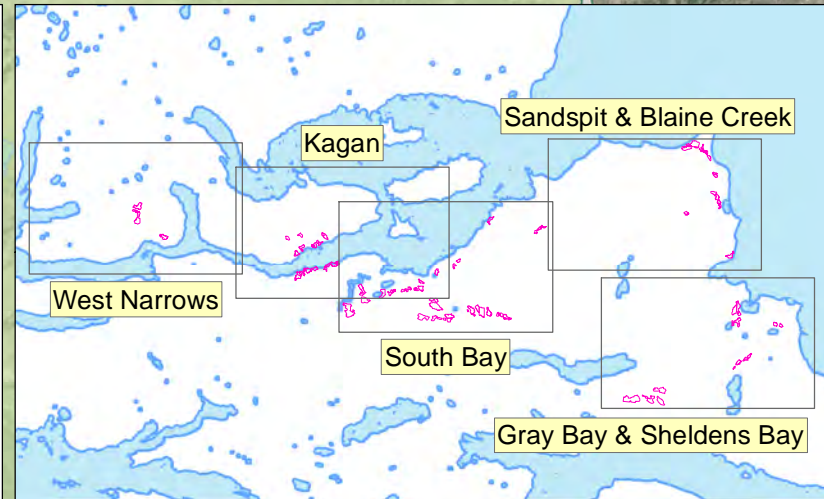 Sandspit & Blaine Creek
Kagan
West Narrows
South Bay
Gray Bay & Sheldens Bay